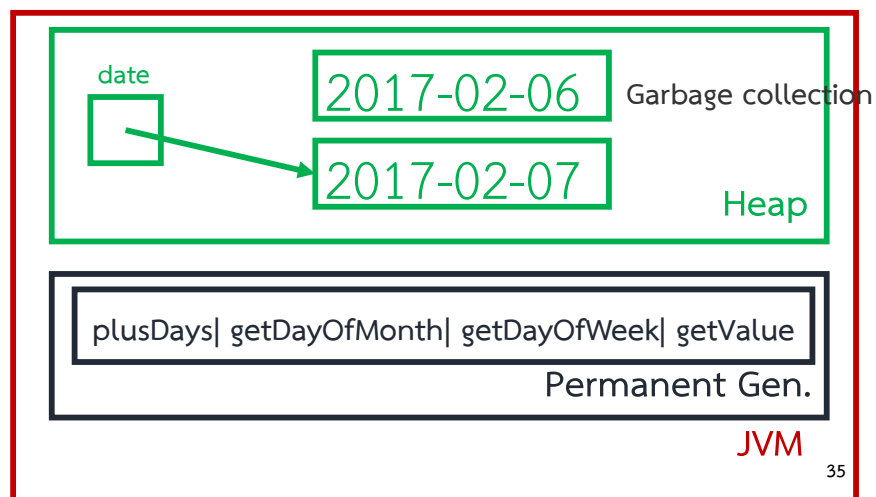 date
2017-02-06
Garbage collection
2017-02-07
Heap
plusDays| getDayOfMonth| getDayOfWeek| getValue
Permanent Gen.
JVM
35